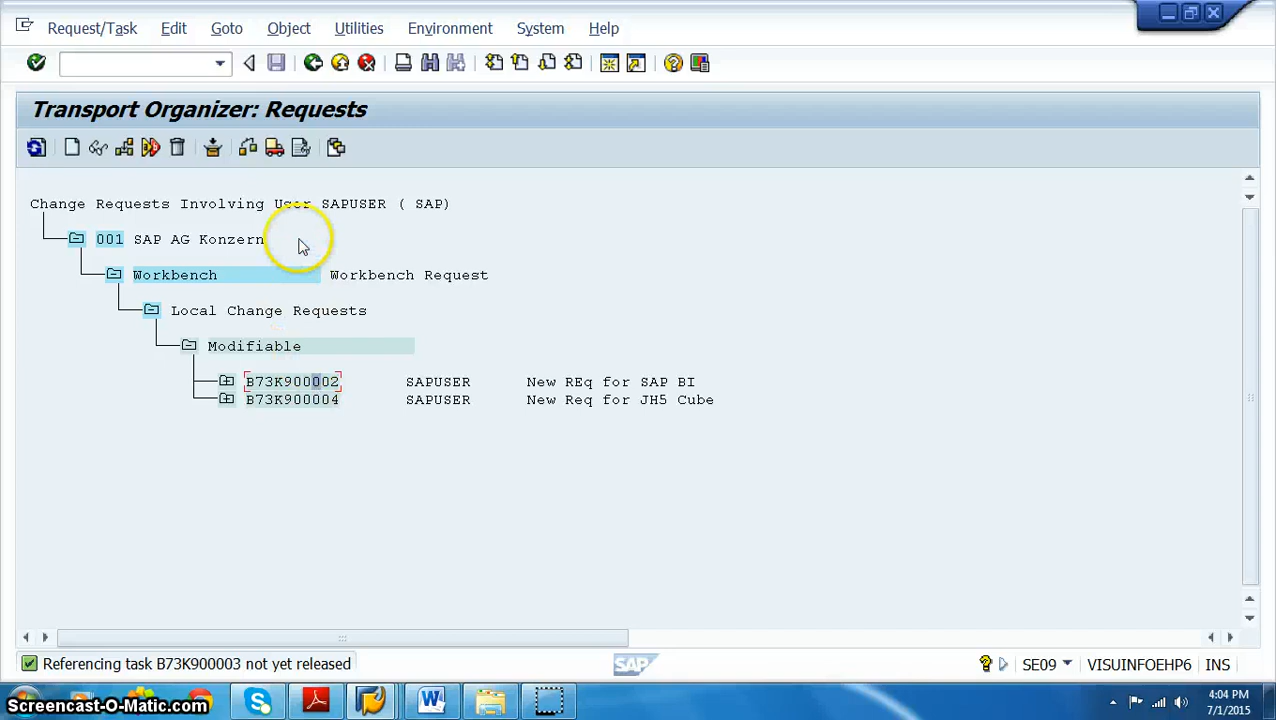 Request/Task Edit Goto Object Utilities Environment System Help
Transport Organizer: Requests
Change Requests Involving User SAPUSER ( SAP)
001 SAP AG Konzern
Workbench Workbench Request
Local Change Requests
Modifiable
B73K900002 SAPUSER New REq for SAP BI
B73K900004 SAPUSER New Req for JH5 Cube
Referencing task B73K900003 not yet released SAP SE09 VISUINFOEHP6 INS
4:04 PM
Screencast-O-Matic.com 7/1/2015